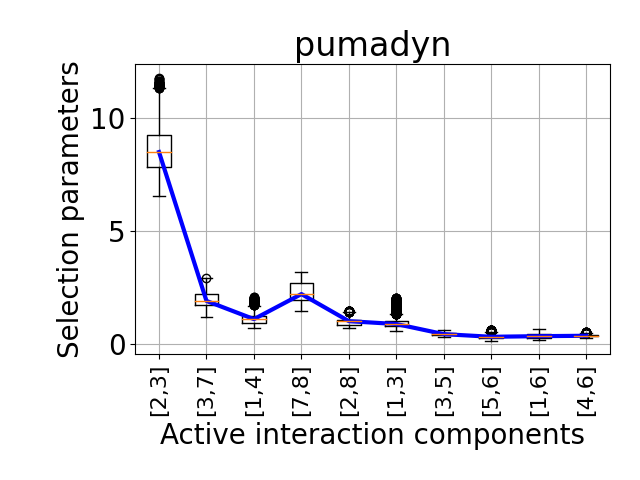 pumadyn
Selection parameters
10
5
0
[2,3] [3,7] [1,4] [7,8] [2,8] [1,3] [3,5] [5,6] [1,6] [4,6]
Active interaction components